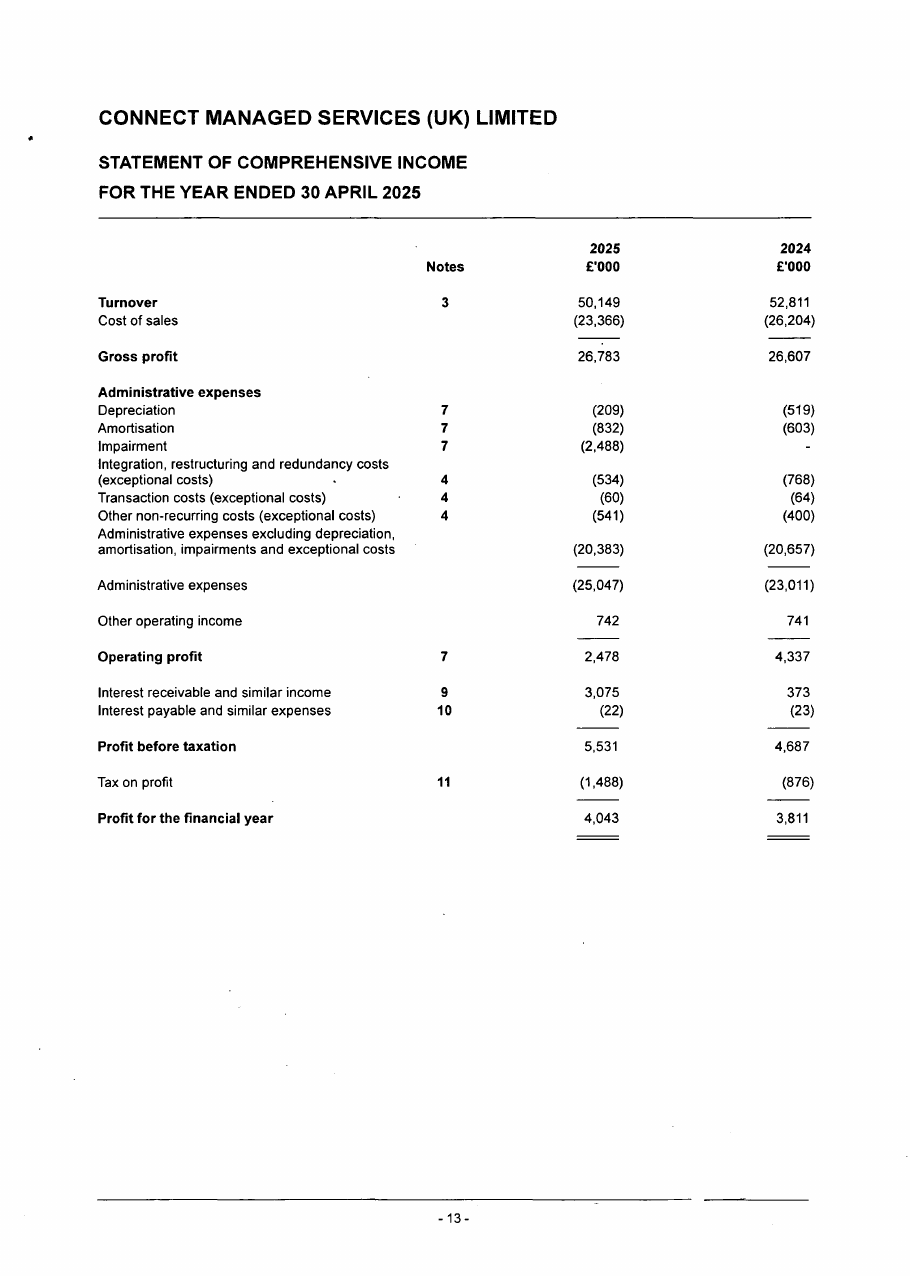 CONNECT MANAGED SERVICES (UK) LIMITED
STATEMENT OF COMPREHENSIVE INCOME
FOR THE YEAR ENDED 30 APRIL 2025
2025 2024
Notes £'000 £'000
Turnover 3 50,149 52,811
Cost of sales (23,366) (26,204)
Gross profit 26,783 26,607
Administrative expenses
Depreciation 7 (209) (519)
Amortisation 7 (832) (603)
Impairment 7 (2,488) -
Integration, restructuring and redundancy costs
(exceptional costs) 4 (534) (768)
Transaction costs (exceptional costs) 4 (60) (64)
Other non-recurring costs (exceptional costs) 4 (541) (400)
Administrative expenses excluding depreciation,
amortisation, impairments and exceptional costs (20,383) (20,657)
Administrative expenses (25,047) (23,011)
Other operating income 742 741
Operating profit 7 2,478 4,337
Interest receivable and similar income 9 3,075 373
Interest payable and similar expenses 10 (22) (23)
Profit before taxation 5,531 4,687
Tax on profit 11 (1,488) (876)
Profit for the financial year 4,043 3,811
- 13 -